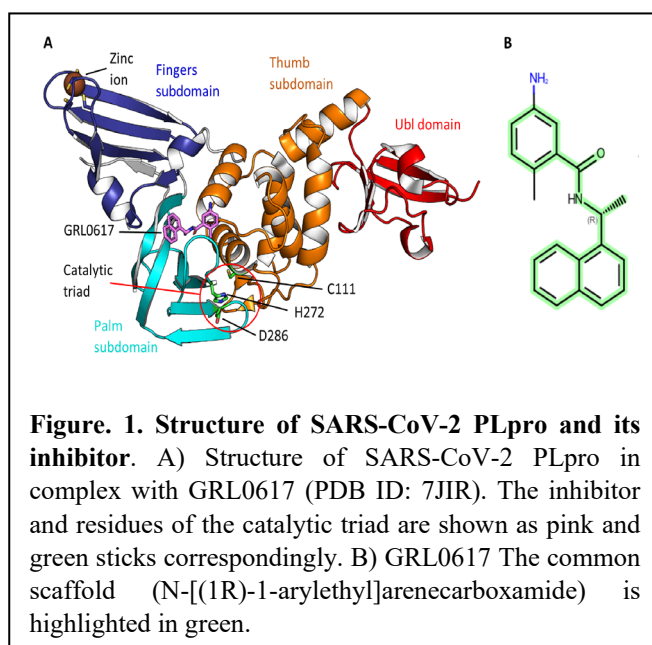 A
B
Zinc
ion
Fingers
subdomain
Thumb
subdomain
Ubl domain
NH₂
O
NH
(R)
GRL0617
Catalytic
triad
C111
H272
D286
Palm
subdomain
Figure. 1. Structure of SARS-CoV-2 PLpro and its
inhibitor. A) Structure of SARS-CoV-2 PLpro in
complex with GRL0617 (PDB ID: 7JIR). The inhibitor
and residues of the catalytic triad are shown as pink and
green sticks correspondingly. B) GRL0617 The common
scaffold (N-[(1R)-1-arylethyl]arenecarboxamide) is
highlighted in green.